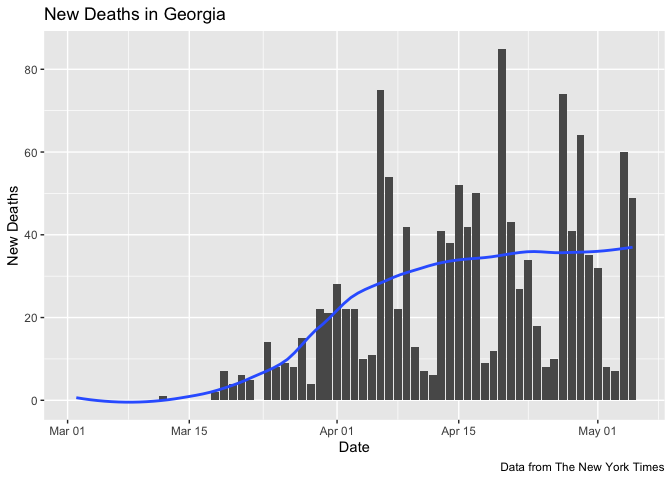 New Deaths in Georgia
80
60
40
20
0
New Deaths
Mar 01 Mar 15 Apr 01 Apr 15 May 01
Date
Data from The New York Times